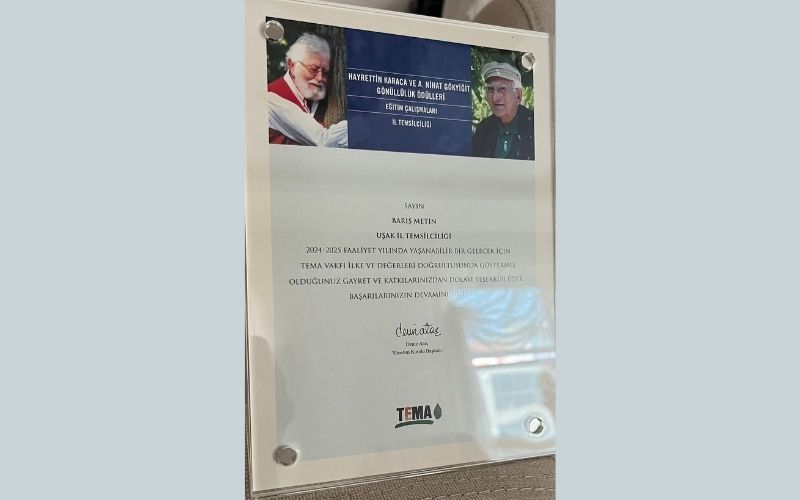 HAYRETTİN KARACA VE A. NİHAT GÖKYİĞİT
GÖNÜLLÜLÜK ÖDÜLLERİ
EĞİTİM ÇALIŞMALARI
İL TEMSİLCİLİĞİ
SAYIN
BARIŞ METİN
UŞAK İL TEMSİLCİLİĞİ
2024-2025 FAALİYET YILINDA YAŞANABİLİR BİR GELECEK İÇİN
TEMA VAKFI İLKE VE DEĞERLERİ DOĞRULTUSUNDA GÖSTERMİŞ
OLDUĞUNUZ GAYRET VE KATKILARINIZDAN DOLAYI TEŞEKKÜR EDER,
BAŞARILARINIZIN DEVAMINI
deniz ataç
Deniz Ataç
Yönetim Kurulu Başkanı
TEMA